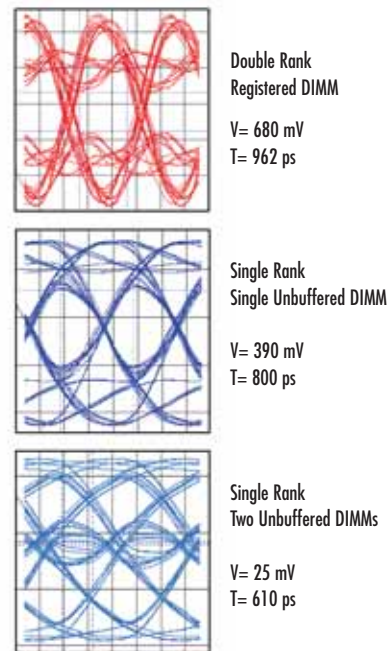 Double Rank
Registered DIMM
V= 680 mV
T= 962 ps
Single Rank
Single Unbuffered DIMM
V= 390 mV
T= 800 ps
Single Rank
Two Unbuffered DIMMs
V= 25 mV
T= 610 ps